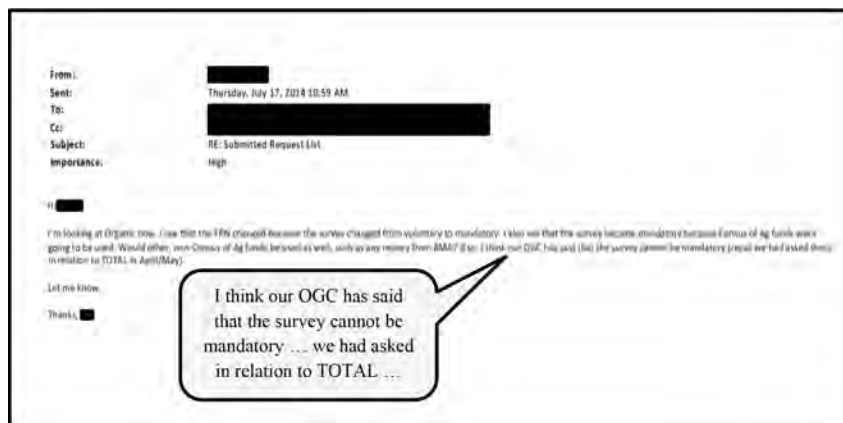 From:
Sent: Thursday, July 17, 2014 10:59 AM
To:
Cc:
Subject: RE: Submitted Request List
Importance: High
I'm looking at Organic now. I see that the FRN changed because the survey changed from voluntary to mandatory. I also see that the survey became mandatory because Census of Ag funds were
going to be used. Would other, non-Census of Ag funds be used as well, such as any money from AMA? If so, I think our OGC has said (that) the survey cannot be mandatory we had asked
in relation to TOTAL in April/May)
Let me know.
Thanks,
I think our OGC has said
that the survey cannot be
mandatory … we had asked
in relation to TOTAL …